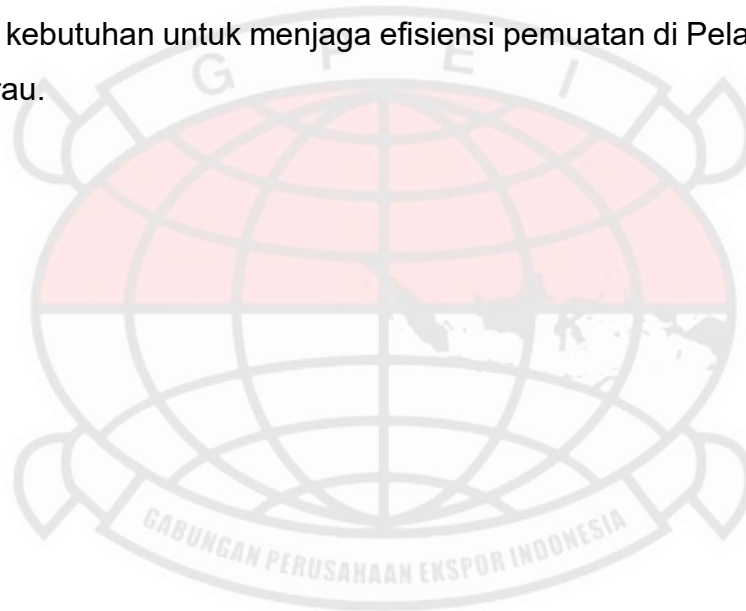 kebutuhan untuk menjaga efisiensi pemuatan di Pela
rau.
G P E I
GABUNGAN PERUSAHAAN EKSPOR INDONESIA